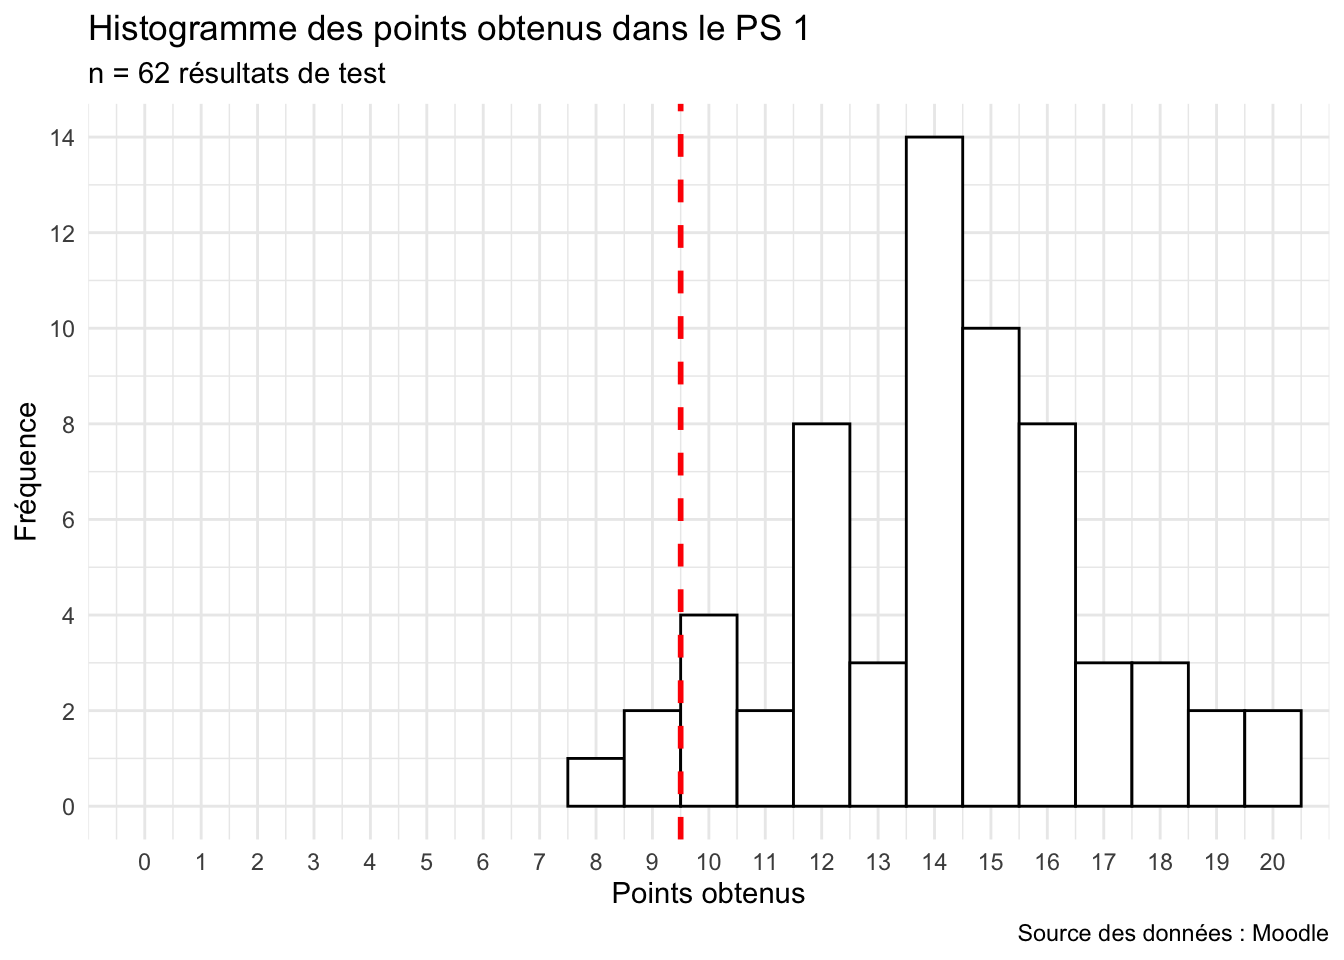 Histogramme des points obtenus dans le PS 1
n = 62 résultats de test
14
12
10
8
6
4
2
0
Fréquence
0 1 2 3 4 5 6 7 8 9 10 11 12 13 14 15 16 17 18 19 20
Points obtenus
Source des données : Moodle